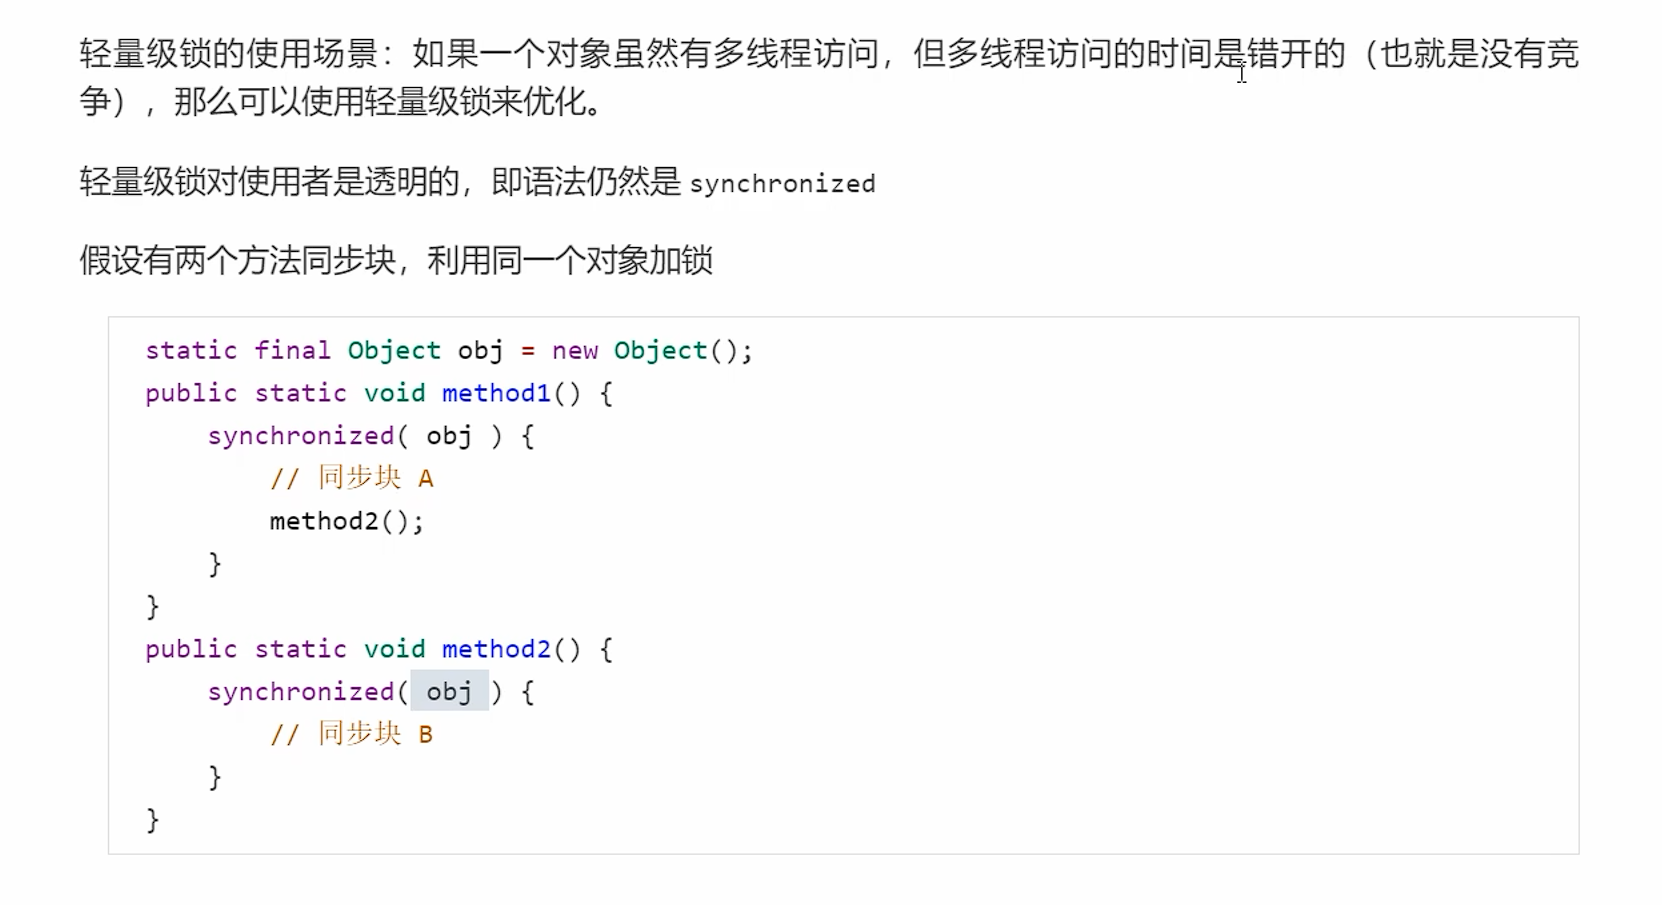 轻量级锁的使用场景：如果一个对象虽然有多线程访问，但多线程访问的时间是错开的（也就是没有竞
争），那么可以使用轻量级锁来优化。
轻量级锁对使用者是透明的，即语法仍然是 synchronized
假设有两个方法同步块，利用同一个对象加锁
static final Object obj = new Object();
public static void method1() {
    synchronized( obj ) {
        // 同步块 A
        method2();
    }
}
public static void method2() {
    synchronized( obj ) {
        // 同步块 B
    }
}